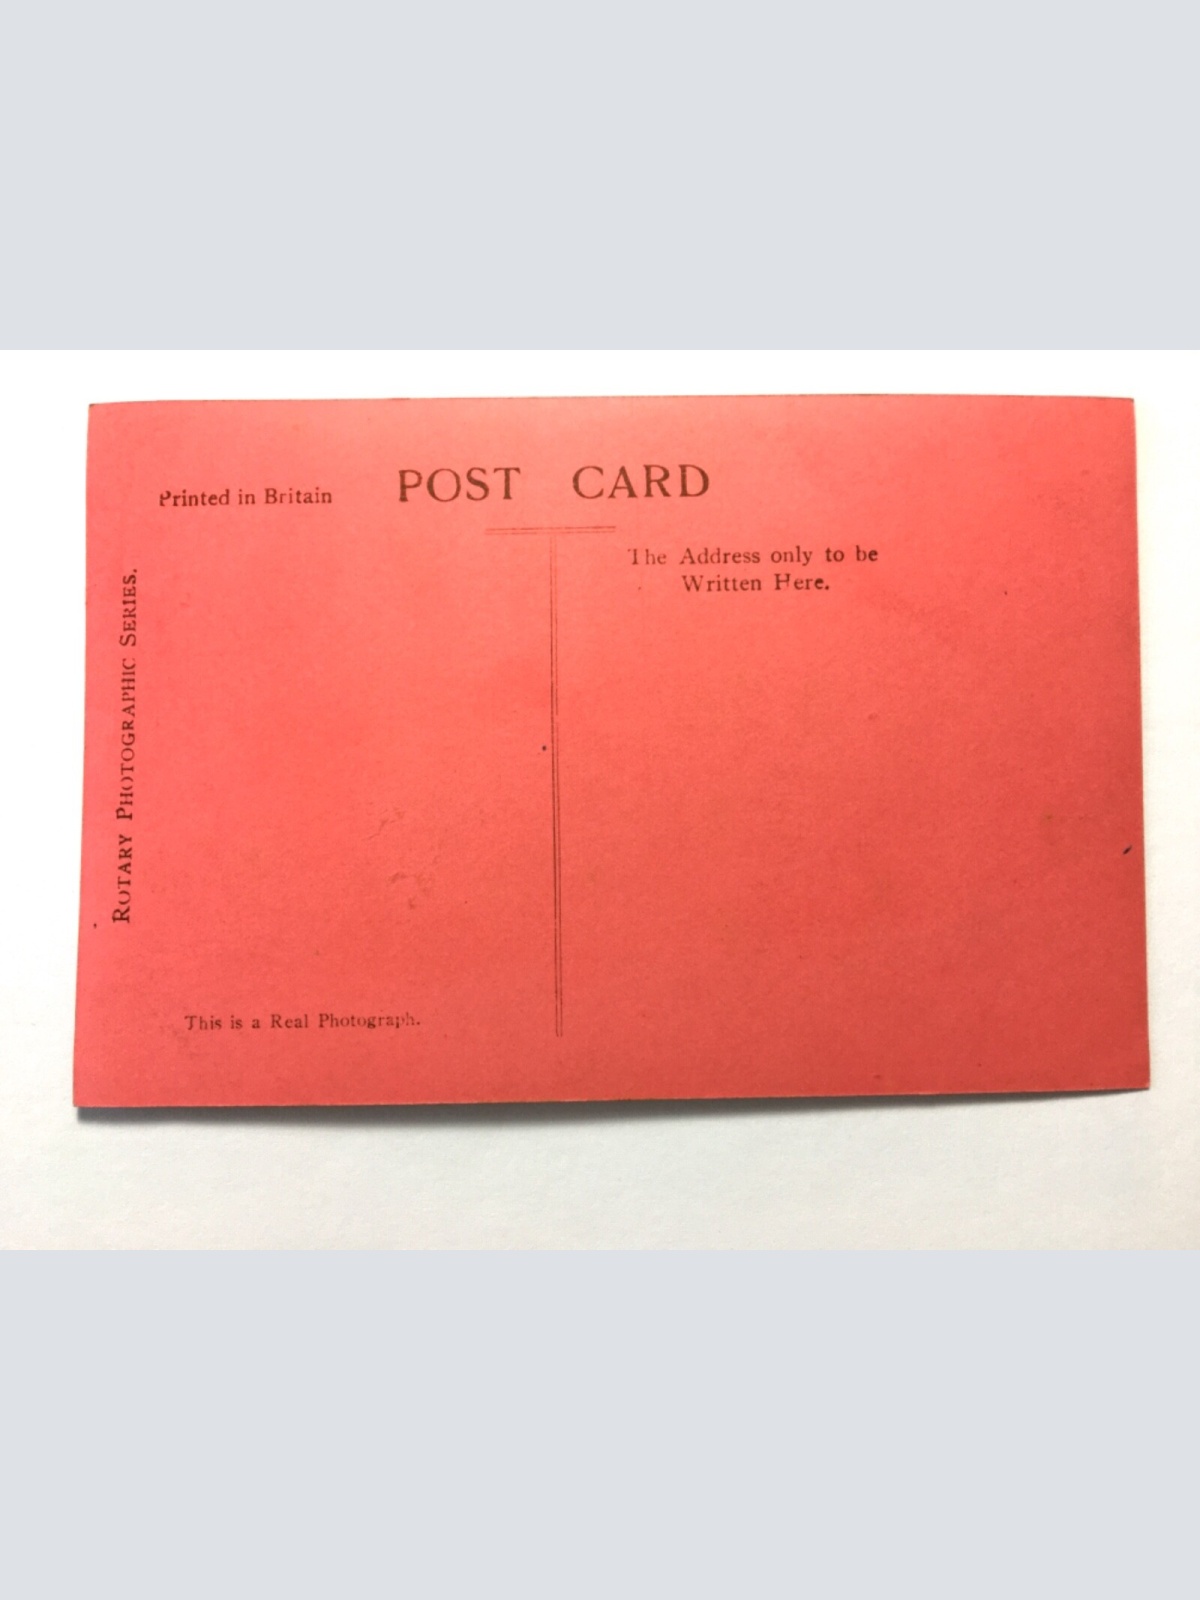 Printed in Britain
POST CARD
The Address only to be
Written Here.
ROTARY PHOTOGRAPHIC SERIES.
This is a Real Photograph.